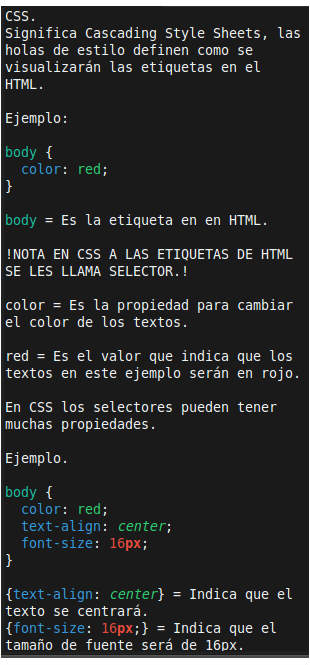 CSS.
Significa Cascading Style Sheets, las
holas de estilo definen como se
visualizarán las etiquetas en el
HTML.
Ejemplo:
body {
color: red;
}
body = Es la etiqueta en en HTML.
!NOTA EN CSS A LAS ETIQUETAS DE HTML
SE LES LLAMA SELECTOR.!
color = Es la propiedad para cambiar
el color de los textos.
red = Es el valor que indica que los
textos en este ejemplo serán en rojo.
En CSS los selectores pueden tener
muchas propiedades.
Ejemplo.
body {
color: red;
text-align: center;
font-size: 16px;
}
{text-align: center} = Indica que el
texto se centrará.
{font-size: 16px;} = Indica que el
tamaño de fuente será de 16px.